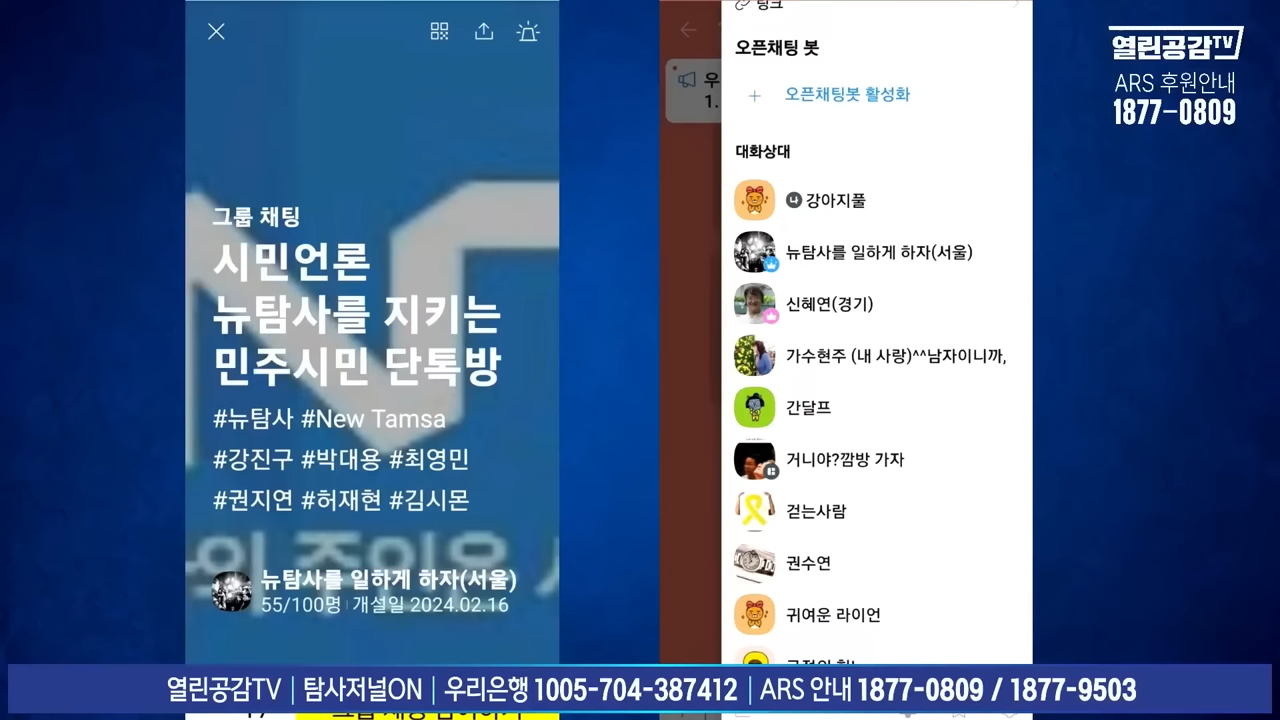 그룹 채팅
시민언론
뉴탐사를 지키는
민주시민 단톡방
#뉴탐사 #New Tamsa
#강진구 #박대용 #최영민
#권지연 #허재현 #김시몬
뉴탐사를 일하게 하자(서울)
55/100명 개설일 2024.02.16
우
1.
링크
오픈채팅 봇
+ 오픈채팅봇 활성화
대화상대
나 강아지풀
뉴탐사를 일하게 하자(서울)
신혜연(경기)
가수현주 (내 사랑)^^남자이니까,
간달프
거니야?깜방 가자
걷는사람
권수연
귀여운 라이언
열린공감TV
ARS 후원안내
1877-0809
열린공감TV | 탐사저널ON | 우리은행 1005-704-387412 | ARS 안내 1877-0809 / 1877-9503